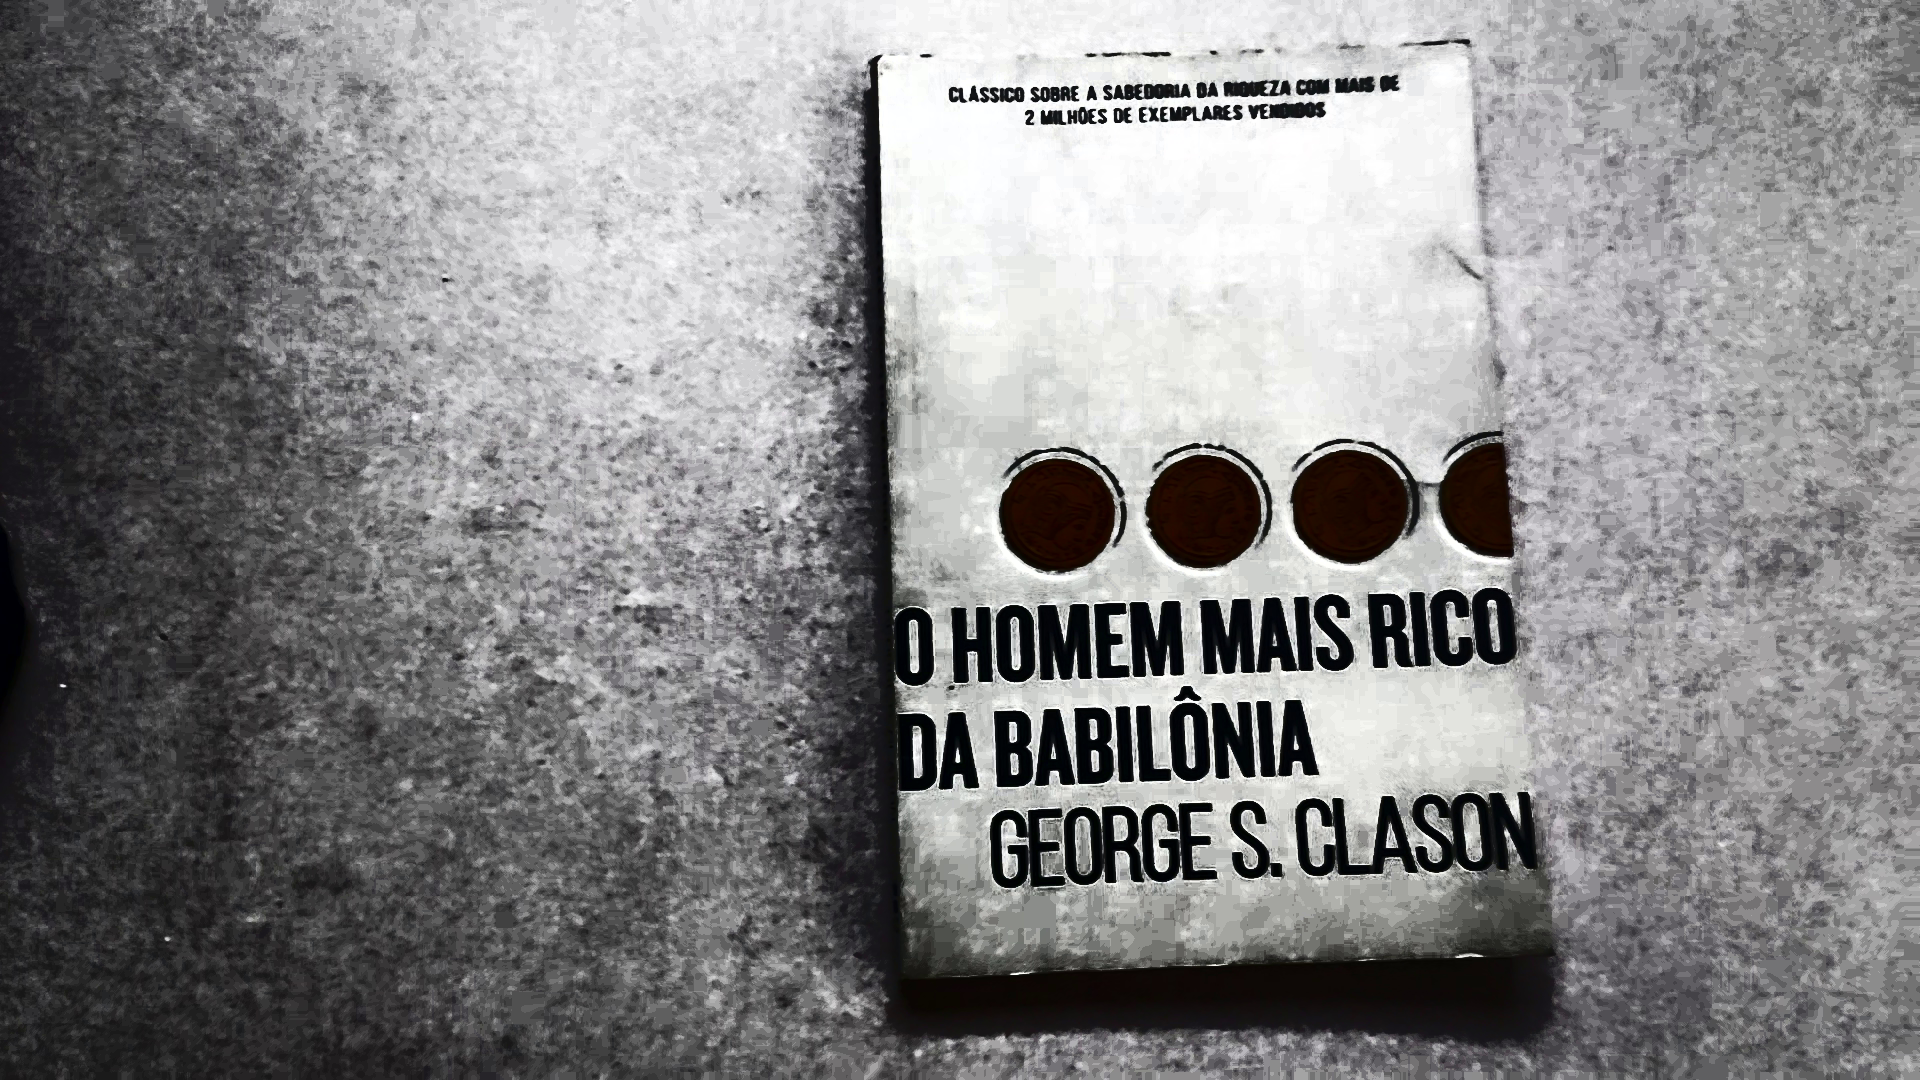 CLÁSSICO SOBRE A SABEDORIA DA RIQUEZA COM MAIS DE
2 MILHÕES DE EXEMPLARES VENDIDOS
O HOMEM MAIS RICO
DA BABILÔNIA
GEORGE S. CLASON